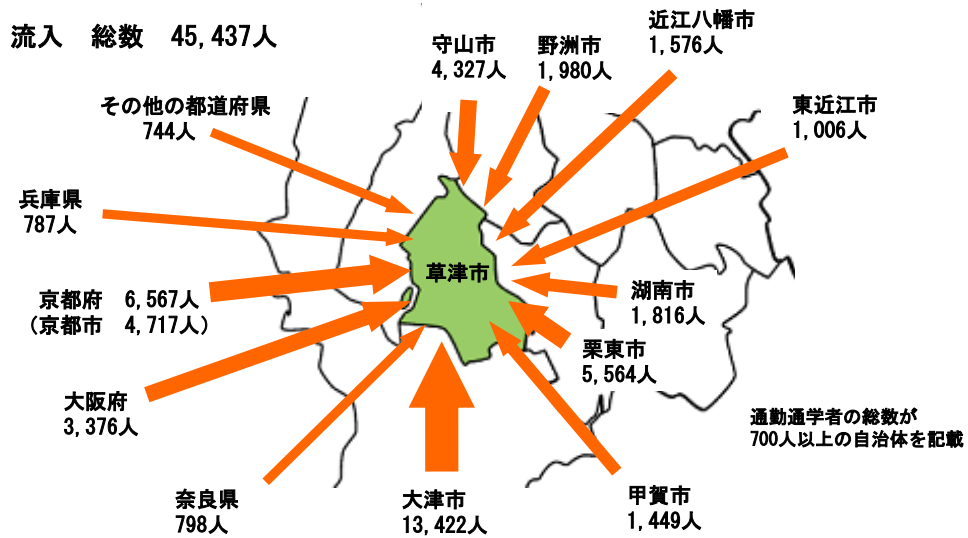 流入　総数　45,437人
守山市
4,327人
野洲市
1,980人
近江八幡市
1,576人
その他の都道府県
744人
東近江市
1,006人
兵庫県
787人
草津市
京都府　6,567人
（京都市　4,717人）
湖南市
1,816人
栗東市
5,564人
大阪府
3,376人
通勤通学者の総数が
700人以上の自治体を記載
奈良県
798人
大津市
13,422人
甲賀市
1,449人